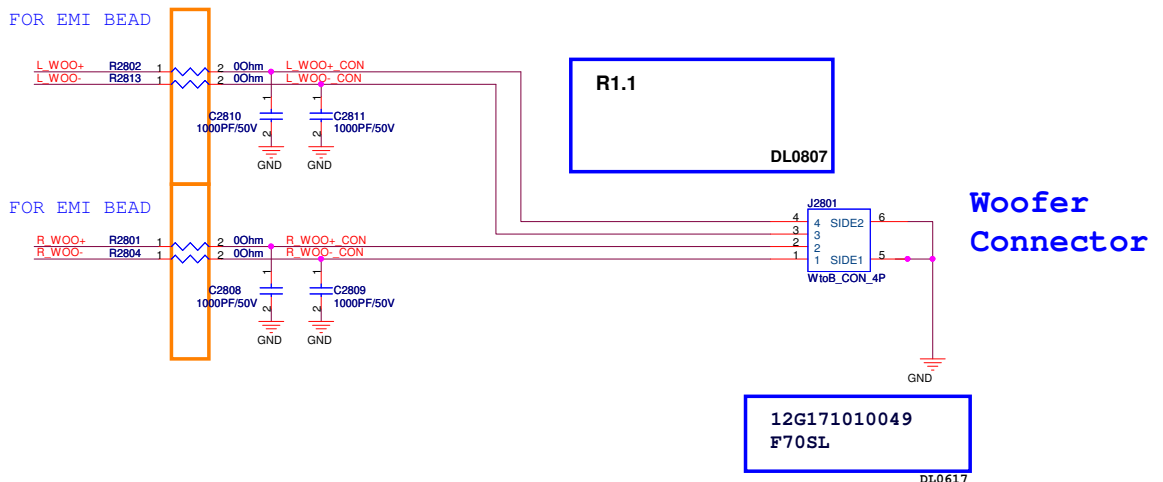 FOR EMI BEAD
L_WOO+ R2802 1 2 0Ohm L_WOO+_CON
L_WOO- R2813 1 2 0Ohm L_WOO-_CON
1 1
C2810 C2811
1000PF/50V 1000PF/50V
2 2
GND GND
R1.1
DL0807
FOR EMI BEAD
R_WOO+ R2801 1 2 0Ohm R_WOO+_CON
R_WOO- R2804 1 2 0Ohm R_WOO-_CON
1 1
C2808 C2809
1000PF/50V 1000PF/50V
2 2
GND GND
J2801
4 4 SIDE2 6
3 3
2 2
1 1 SIDE1 5
WtoB_CON_4P
GND
Woofer
Connector
12G171010049
F70SL
DL0617